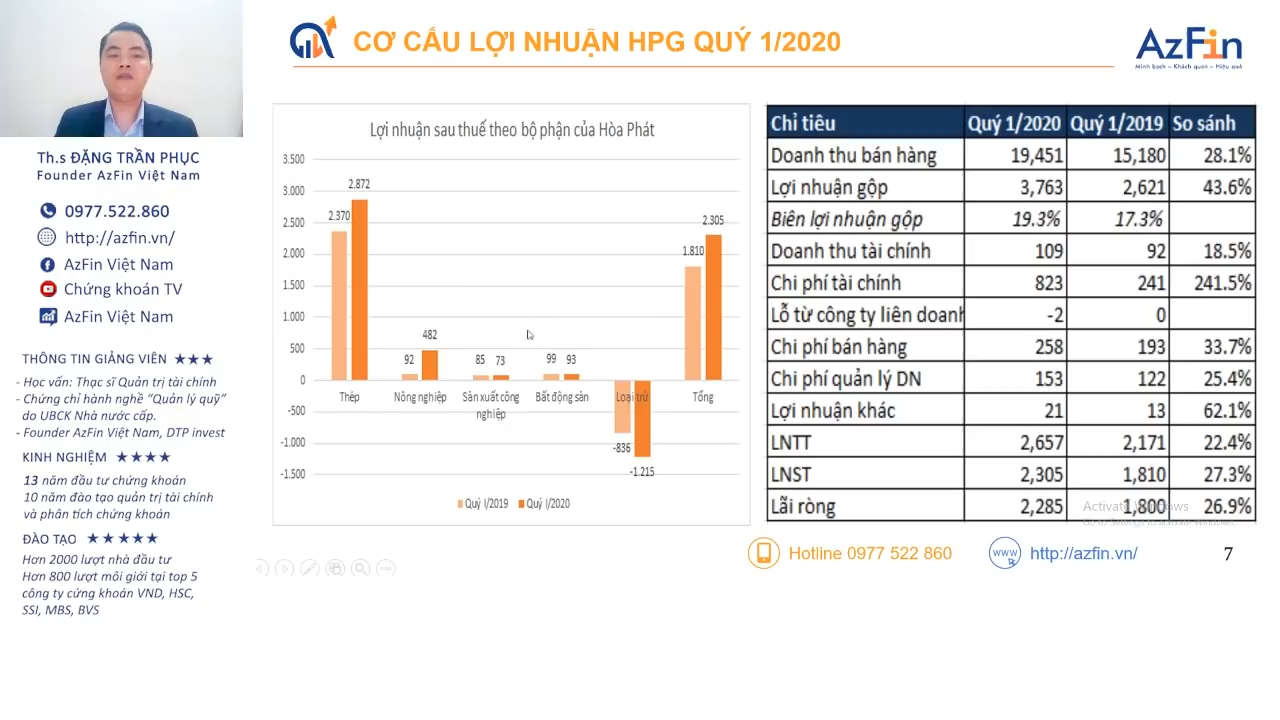 CƠ CẤU LỢI NHUẬN HPG QUÝ 1/2020
AzFin
Minh bạch – Khách quan – Hiệu quả
Th.s ĐẶNG TRẦN PHỤC
Founder AzFin Việt Nam
0977.522.860
http://azfin.vn/
AzFin Việt Nam
Chứng khoán TV
AzFin Việt Nam
THÔNG TIN GIẢNG VIÊN ★★★
- Học vấn: Thạc sĩ Quản trị tài chính
- Chứng chỉ hành nghề “Quản lý quỹ”
do UBCK Nhà nước cấp.
- Founder AzFin Việt Nam, DTP invest
KINH NGHIỆM ★★★★
13 năm đầu tư chứng khoán
10 năm đào tạo quản trị tài chính
và phân tích chứng khoán
ĐÀO TẠO ★★★★★
Hơn 2000 lượt nhà đầu tư
Hơn 800 lượt môi giới tại top 5
công ty cứng khoán VND, HSC,
SSI, MBS, BVS
Lợi nhuận sau thuế theo bộ phận của Hòa Phát
3.500
3.000
2.500
2.000
1.500
1.000
500
0
-500
-1.000
-1.500
2.370 2.872
92 482
85 73
99 93
-836 -1.215
1.810 2.305
Thép Nông nghiệp Sản xuất công nghiệp Bất động sản Loại trừ Tổng
Quý I/2019 Quý I/2020
Chỉ tiêu Quý 1/2020 Quý 1/2019 So sánh
Doanh thu bán hàng 19,451 15,180 28.1%
Lợi nhuận gộp 3,763 2,621 43.6%
Biên lợi nhuận gộp 19.3% 17.3%
Doanh thu tài chính 109 92 18.5%
Chi phí tài chính 823 241 241.5%
Lỗ từ công ty liên doanh -2 0
Chi phí bán hàng 258 193 33.7%
Chi phí quản lý DN 153 122 25.4%
Lợi nhuận khác 21 13 62.1%
LNTT 2,657 2,171 22.4%
LNST 2,305 1,810 27.3%
Lãi ròng 2,285 1,800 26.9%
Activate Windows
Go to Settings to activate Windows.
Hotline 0977 522 860
www
http://azfin.vn/
7